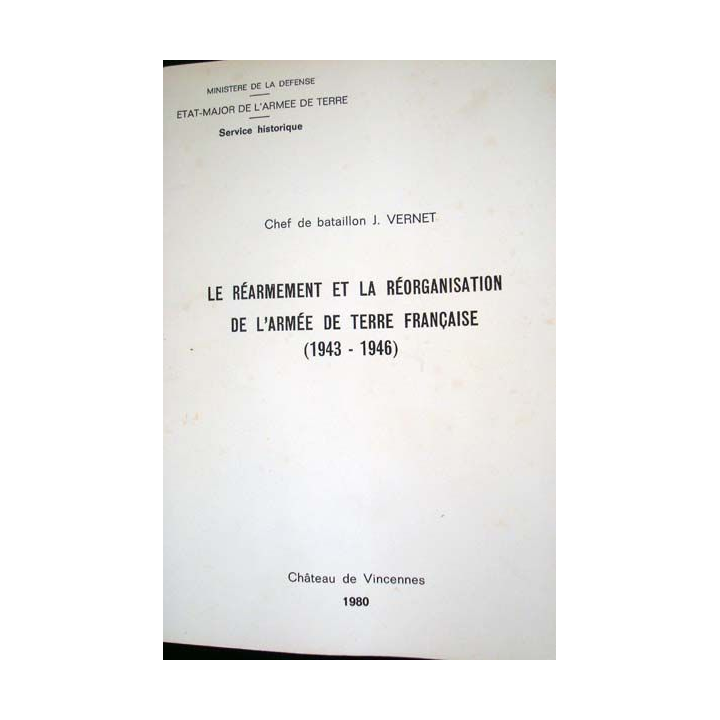 MINISTERE DE LA DEFENSE
ETAT-MAJOR DE L'ARMEE DE TERRE
Service historique
Chef de bataillon J. VERNET
LE RÉARMEMENT ET LA RÉORGANISATION
DE L'ARMÉE DE TERRE FRANÇAISE
(1943 - 1946)
Château de Vincennes
1980